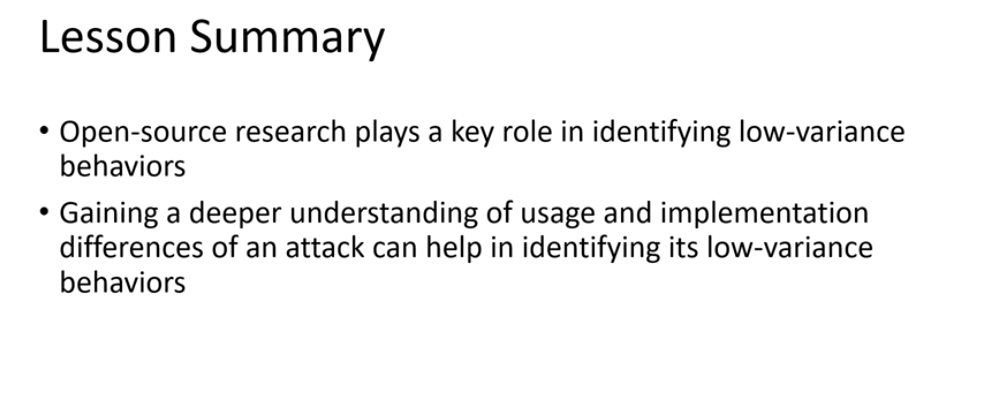 Lesson Summary
• Open-source research plays a key role in identifying low-variance
behaviors
• Gaining a deeper understanding of usage and implementation
differences of an attack can help in identifying its low-variance
behaviors